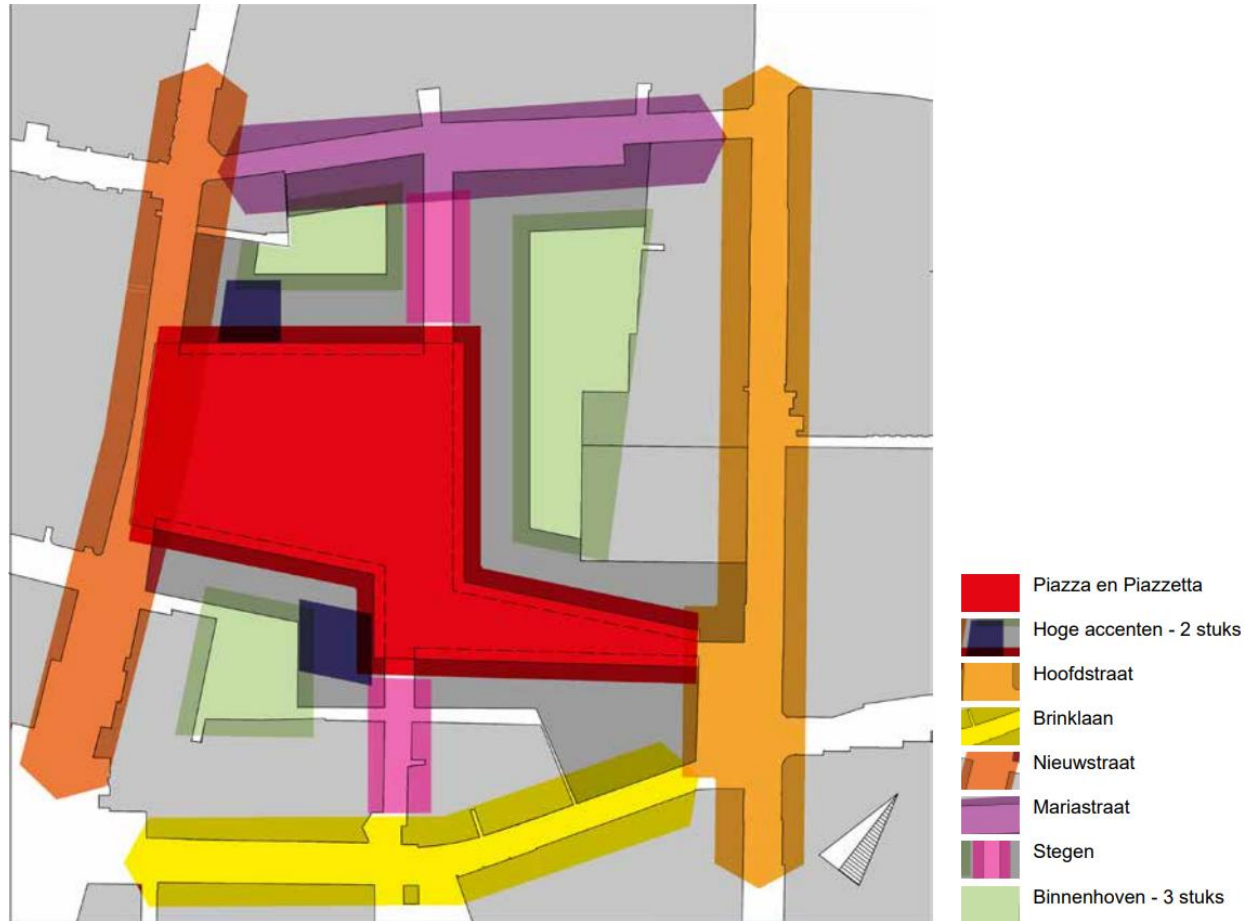 Piazza en Piazzetta
Hoge accenten - 2 stuks
Hoofdstraat
Brinklaan
Nieuwstraat
Mariastraat
Stegen
Binnenhoven - 3 stuks